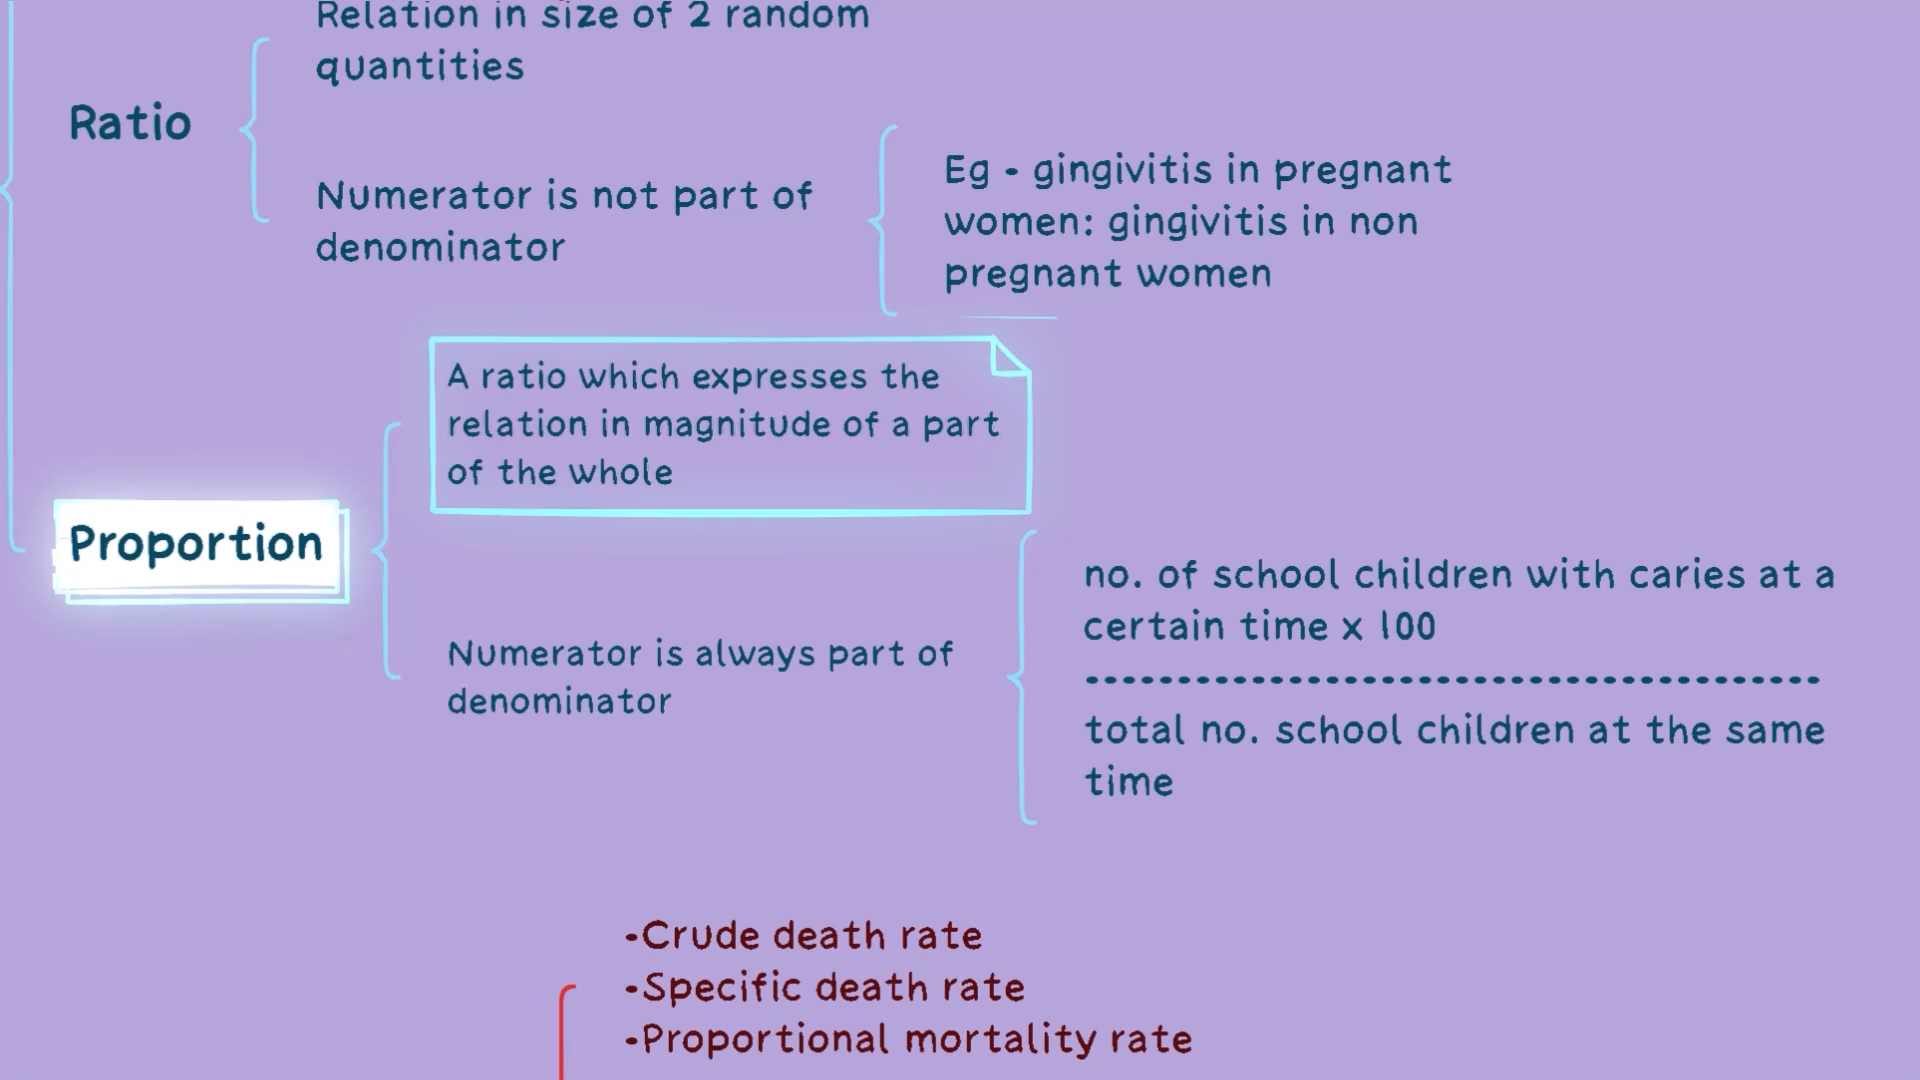 Relation in size of 2 random
quantities
Ratio
Numerator is not part of
denominator
Eg - gingivitis in pregnant
women: gingivitis in non
pregnant women
A ratio which expresses the
relation in magnitude of a part
of the whole
Proportion
Numerator is always part of
denominator
no. of school children with caries at a
certain time x 100
----------------------------------------
total no. school children at the same
time
-Crude death rate
-Specific death rate
-Proportional mortality rate